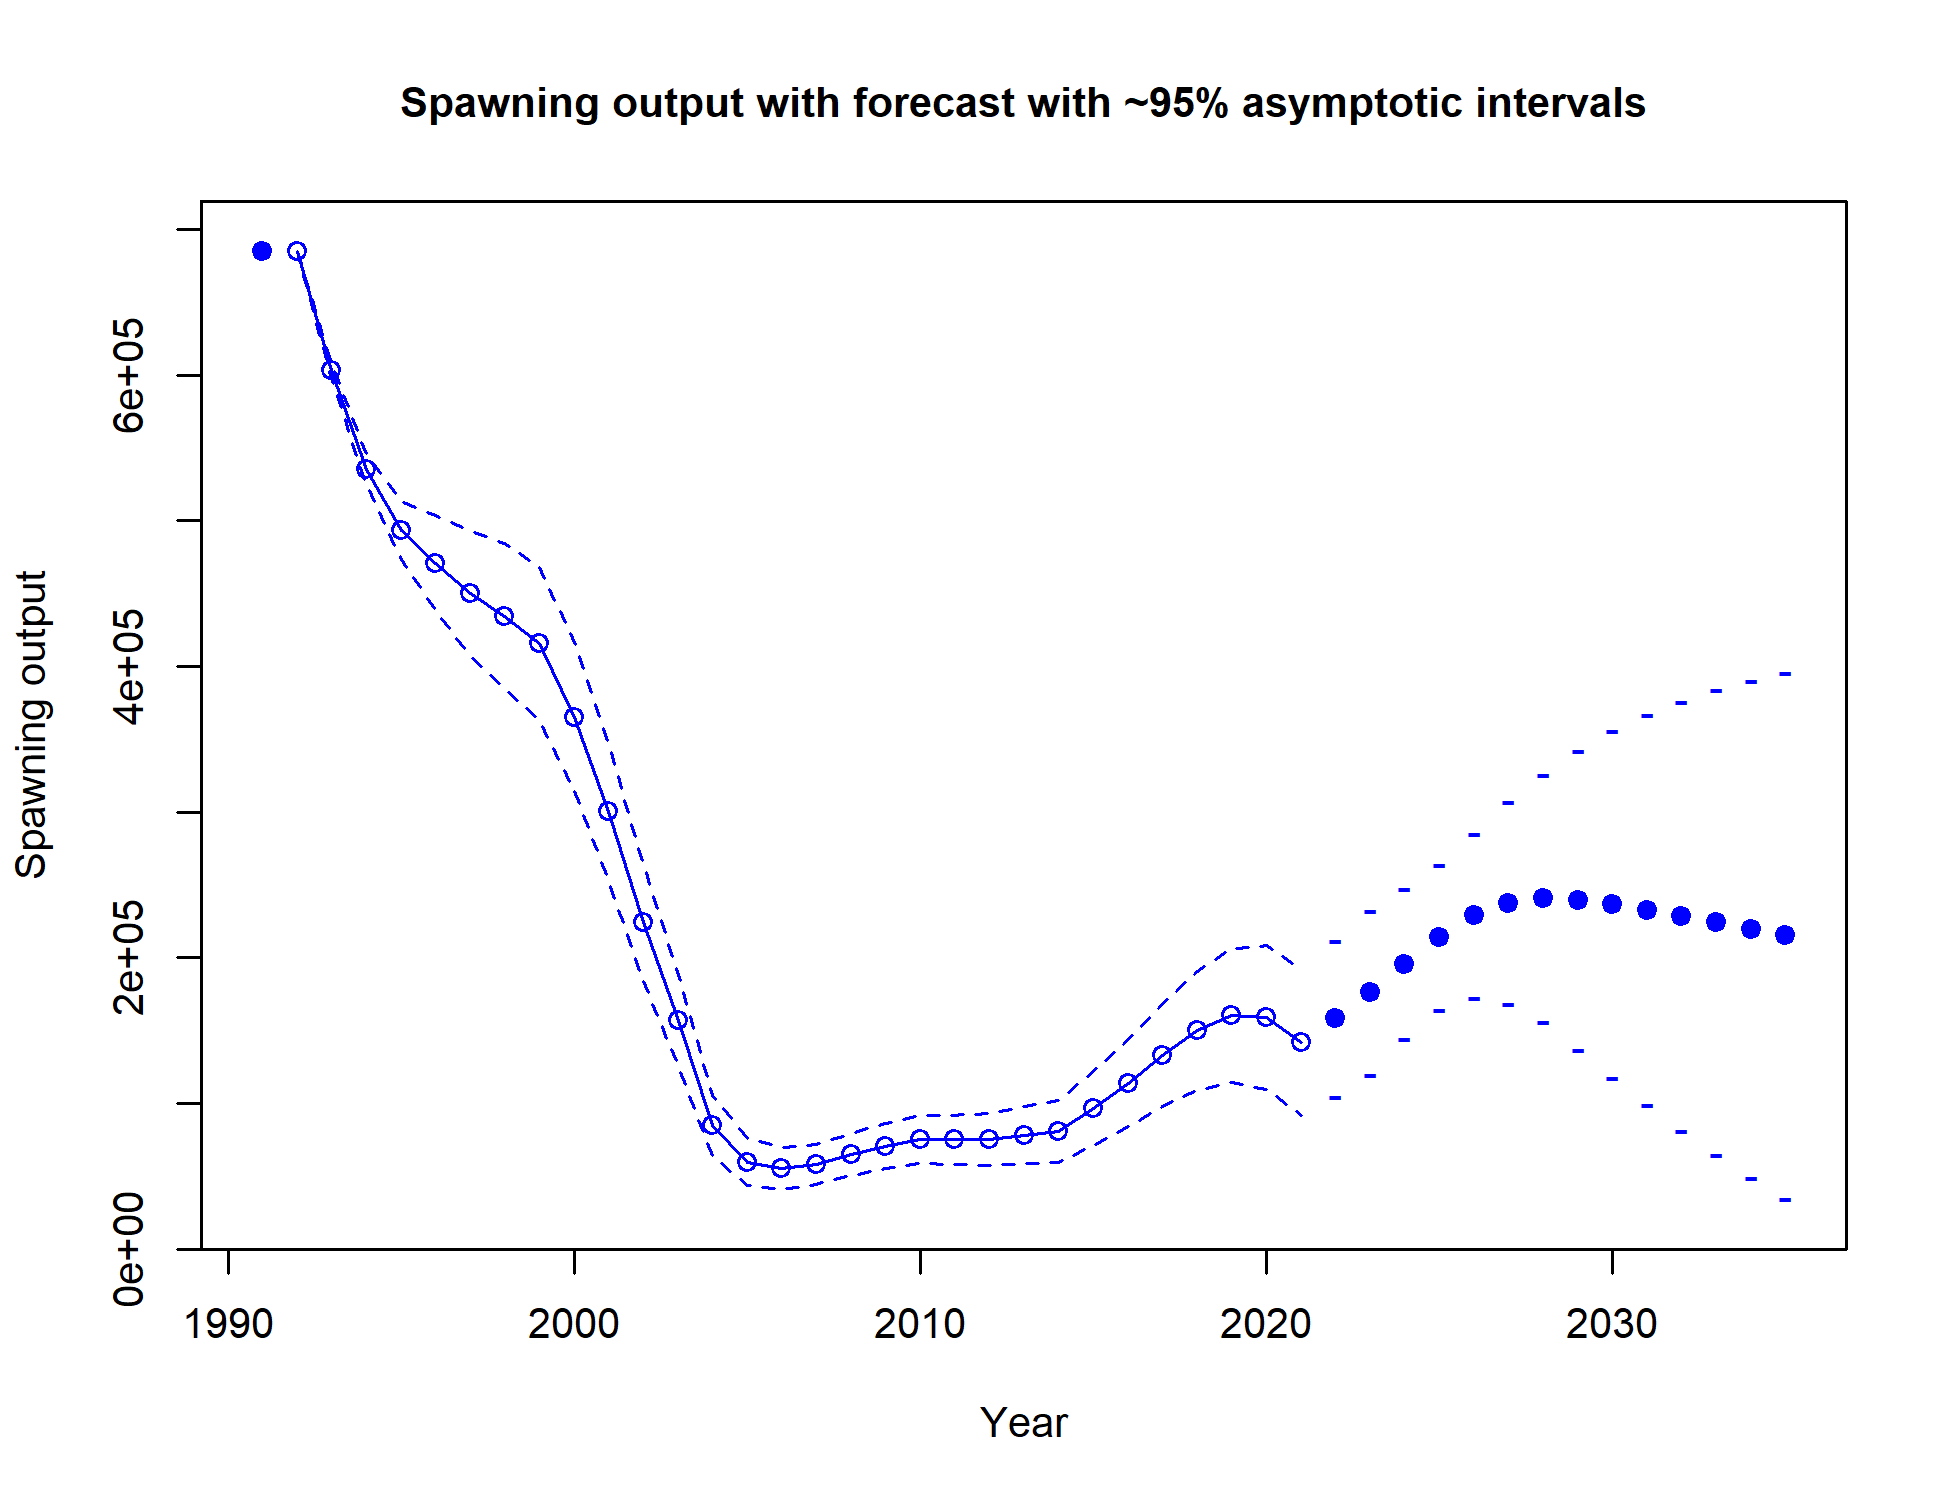 Spawning output with forecast with ~95% asymptotic intervals
Spawning output
6e+05
4e+05
2e+05
0e+00
1990 2000 2010 2020 2030
Year